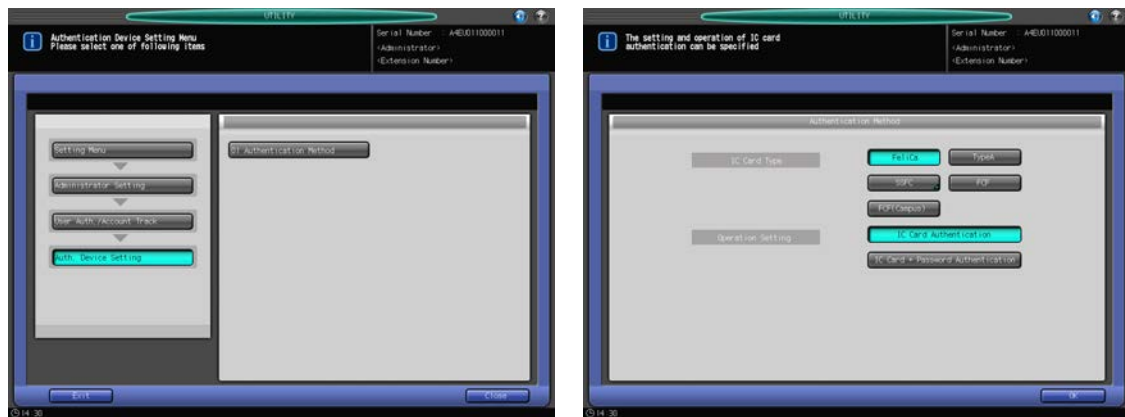 UTILITY
Authentication Device Setting Menu
Please select one of following items
Serial Number : A4EU011000011
<Administrator>
<Extension Number>
Setting Menu
Administrator Setting
User Auth./Account Track
Auth. Device Setting
01 Authentication Method
Exit
Close
14:30
UTILITY
The setting and operation of IC card
authentication can be specified
Serial Number : A4EU011000011
<Administrator>
<Extension Number>
Authentication Method
IC Card Type
FeliCa
TypeA
SSFC
FCF
FCF(Campus)
Operation Setting
IC Card Authentication
IC Card + Password Authentication
OK
14:30